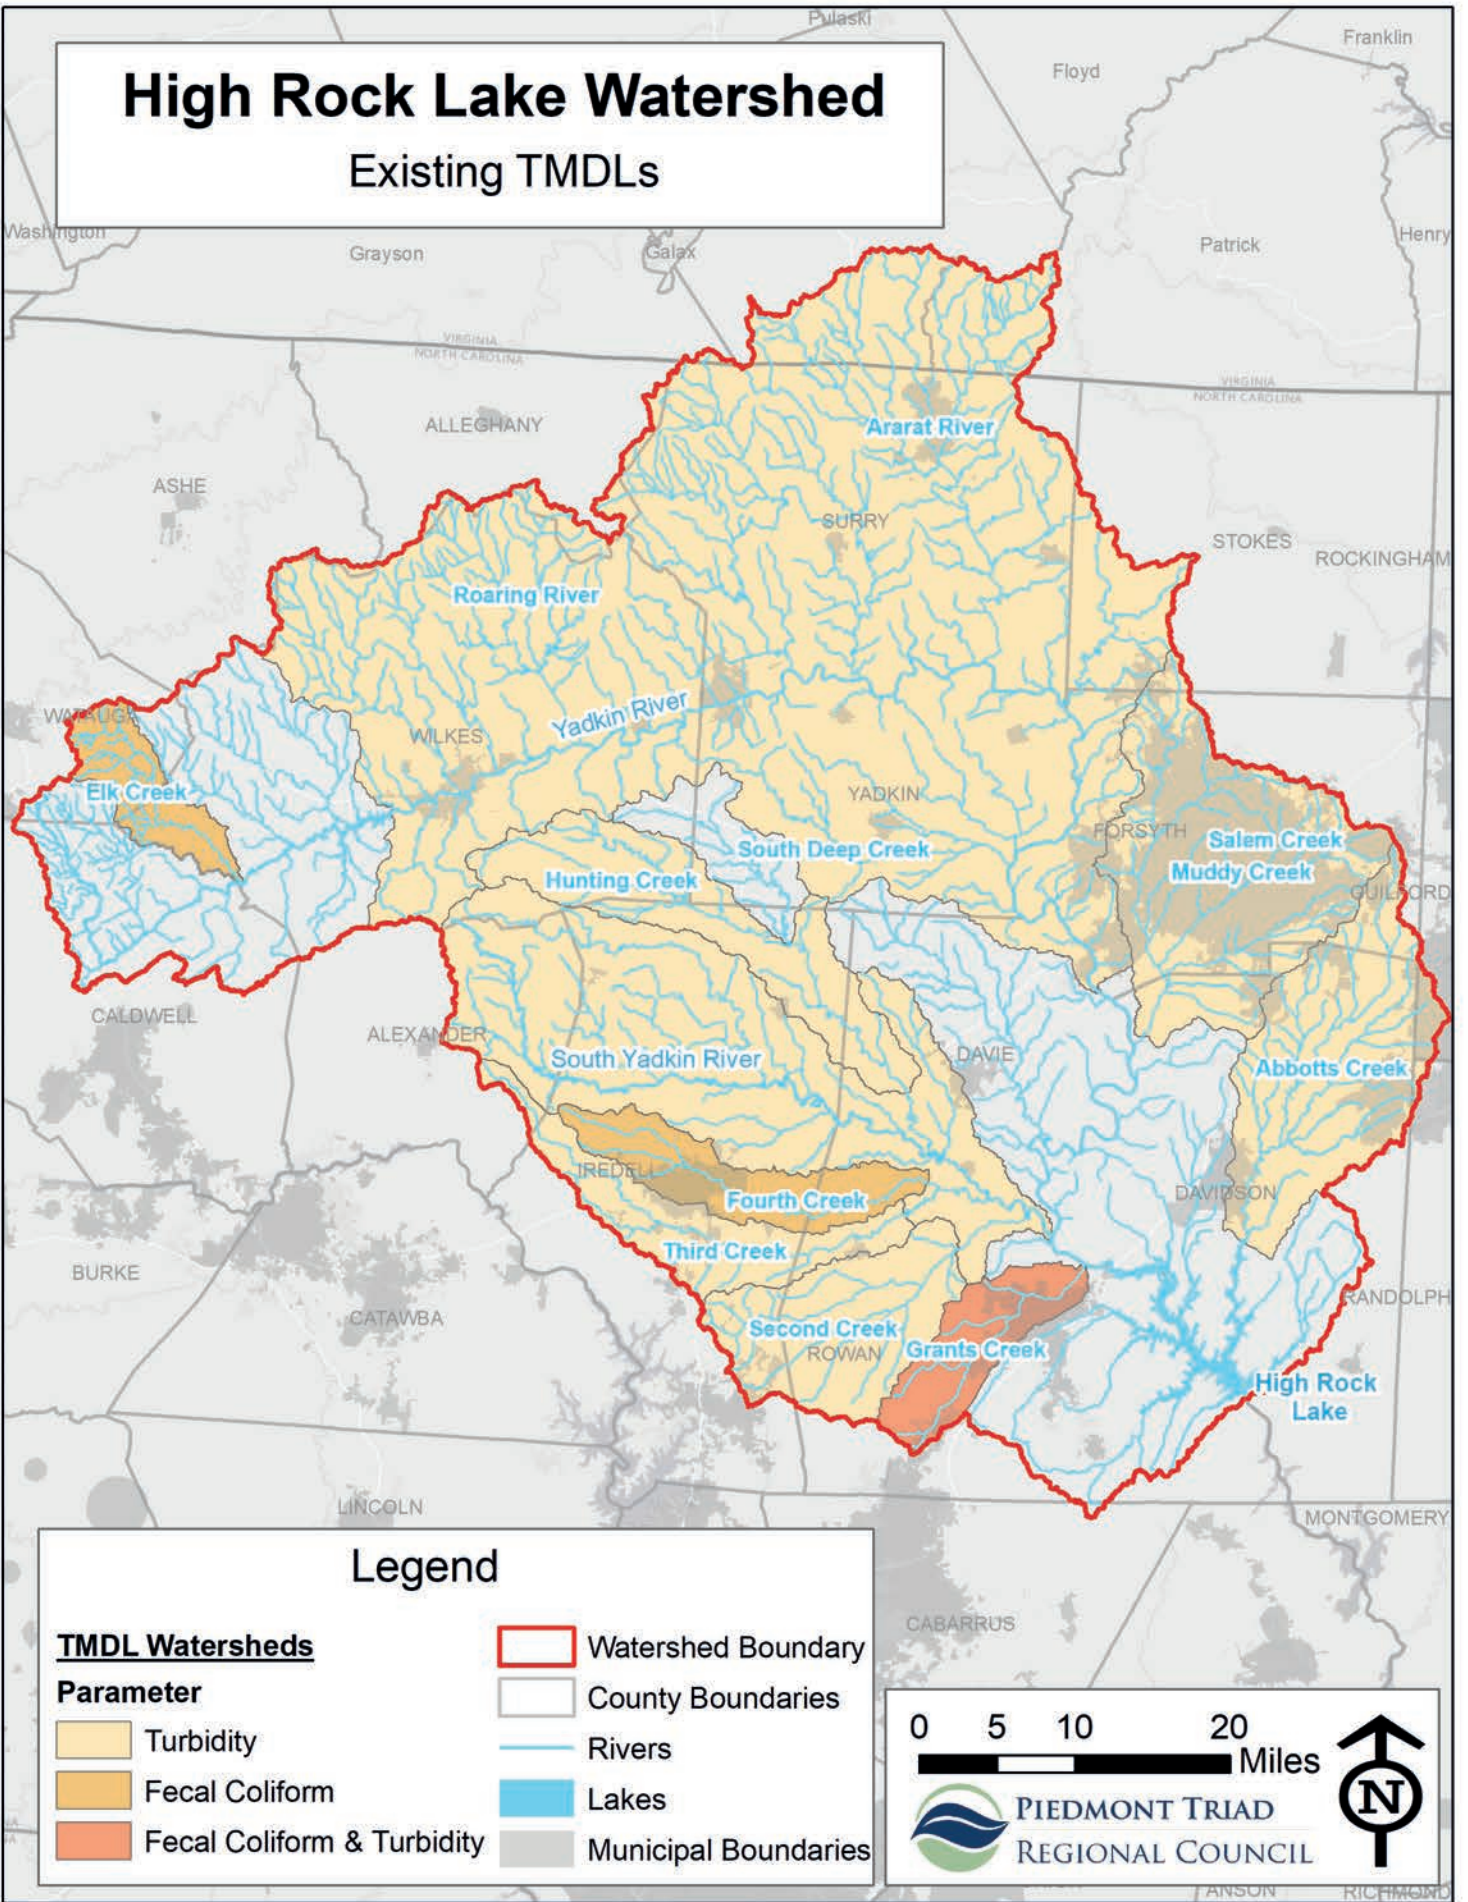 Pulaski
Franklin
Floyd
High Rock Lake Watershed
Existing TMDLs
Washington
Grayson
Galax
Patrick
Henry
VIRGINIA
NORTH CAROLINA
VIRGINIA
NORTH CAROLINA
ALLEGHANY
Ararat River
ASHE
SURRY
STOKES
ROCKINGHAM
Roaring River
WATAUGA
Yadkin River
WILKES
Elk Creek
YADKIN
FORSYTH
Salem Creek
South Deep Creek
Muddy Creek
Hunting Creek
GUILFORD
CALDWELL
ALEXANDER
South Yadkin River
DAVIE
Abbotts Creek
IREDELL
Fourth Creek
DAVIDSON
Third Creek
BURKE
RANDOLPH
CATAWBA
Second Creek
ROWAN
Grants Creek
High Rock
Lake
LINCOLN
MONTGOMERY
CABARRUS
Legend
TMDL Watersheds
Parameter
Turbidity
Fecal Coliform
Fecal Coliform & Turbidity
Watershed Boundary
County Boundaries
Rivers
Lakes
Municipal Boundaries
0 5 10 20
Miles
N
PIEDMONT TRIAD
REGIONAL COUNCIL
ANSON
RICHMOND